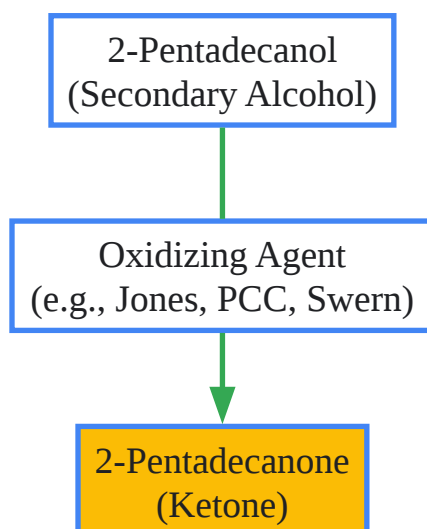 2-Pentadecanol
(Secondary Alcohol)
Oxidizing Agent
(e.g., Jones, PCC, Swern)
2-Pentadecanone
(Ketone)